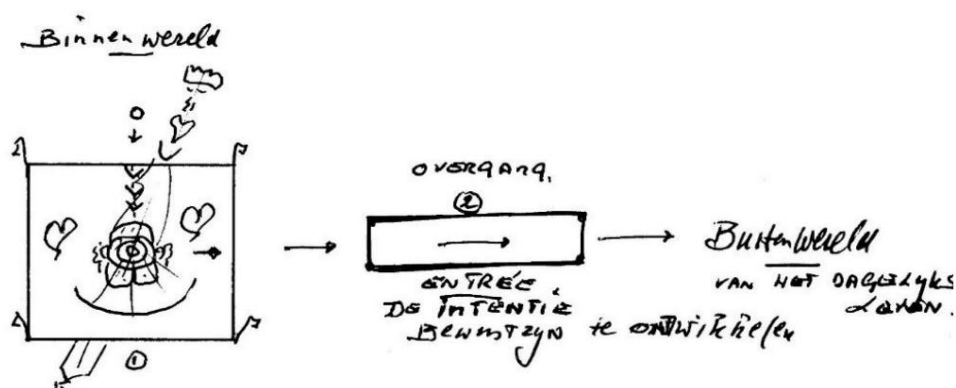 Binnenwereld
OVERGANG.
②
ENTRÉE.
DE INTENTIE
BEWUSTZYN te ontwikkelen
Buitenwereld
VAN HET DAGELYKS
LEVEN.
①